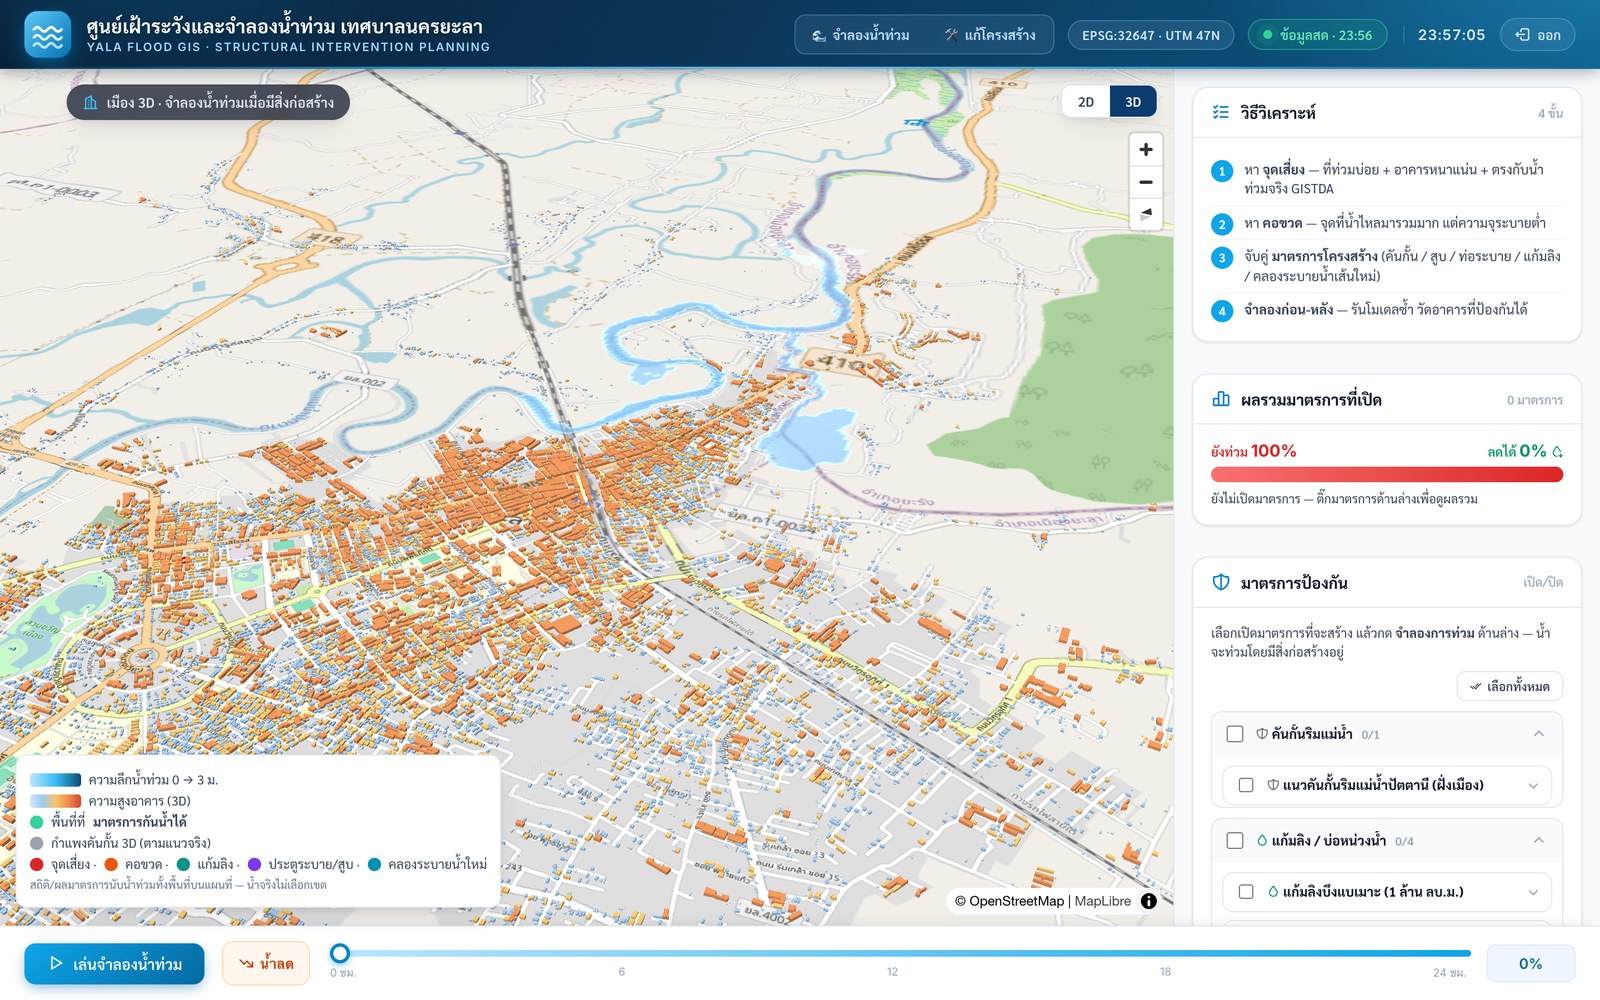 ศูนย์เฝ้าระวังและจำลองน้ำท่วม เทศบาลนครยะลา
YALA FLOOD GIS · STRUCTURAL INTERVENTION PLANNING
จำลองน้ำท่วม
แก้โครงสร้าง
EPSG:32647 · UTM 47N
ข้อมูลสด · 23:56
23:57:05
ออก
เมือง 3D · จำลองน้ำท่วมเมื่อมีสิ่งก่อสร้าง
2D
3D
418
410
410
ยล.ถ1-0003
ยล.002
วิธีวิเคราะห์
4 ขั้น
1 หา จุดเสี่ยง — ที่ท่วมบ่อย + อาคารหนาแน่น + ตรงกับน้ำ
ท่วมจริง GISTDA
2 หา คอขวด — จุดที่น้ำไหลมารวมมาก แต่ความจุระบายต่ำ
3 จับคู่ มาตรการโครงสร้าง (คันกั้น / สูบ / ท่อระบาย / แก้มลิง
/ คลองระบายน้ำเส้นใหม่)
4 จำลองก่อน-หลัง — รันโมเดลซ้ำ วัดอาคารที่ป้องกันได้
ผลรวมมาตรการที่เปิด
0 มาตรการ
ยังท่วม 100%
ลดได้ 0%
ยังไม่เปิดมาตรการ — ติ๊กมาตรการด้านล่างเพื่อดูผลรวม
มาตรการป้องกัน
เปิด/ปิด
เลือกเปิดมาตรการที่จะสร้าง แล้วกด จำลองการท่วม ด้านล่าง — น้ำ
จะท่วมโดยมีสิ่งก่อสร้างอยู่
เลือกทั้งหมด
คันกั้นริมแม่น้ำ 0/1
แนวคันกั้นริมแม่น้ำปัตตานี (ฝั่งเมือง)
แก้มลิง / บ่อหน่วงน้ำ 0/4
แก้มลิงบึงแบเมาะ (1 ล้าน ลบ.ม.)
ความลึกน้ำท่วม 0 → 3 ม.
ความสูงอาคาร (3D)
พื้นที่ที่ มาตรการกันน้ำได้
กำแพงคันกั้น 3D (ตามแนวจริง)
จุดเสี่ยง · คอขวด · แก้มลิง · ประตูระบาย/สูบ · คลองระบายน้ำใหม่
สถิติ/ผลมาตรการนับน้ำท่วมทั้งพื้นที่บนแผนที่ — น้ำจริงไม่เลือกเขต
© OpenStreetMap | MapLibre
เล่นจำลองน้ำท่วม
น้ำลด
0 ชม.
6
12
18
24 ชม.
0%